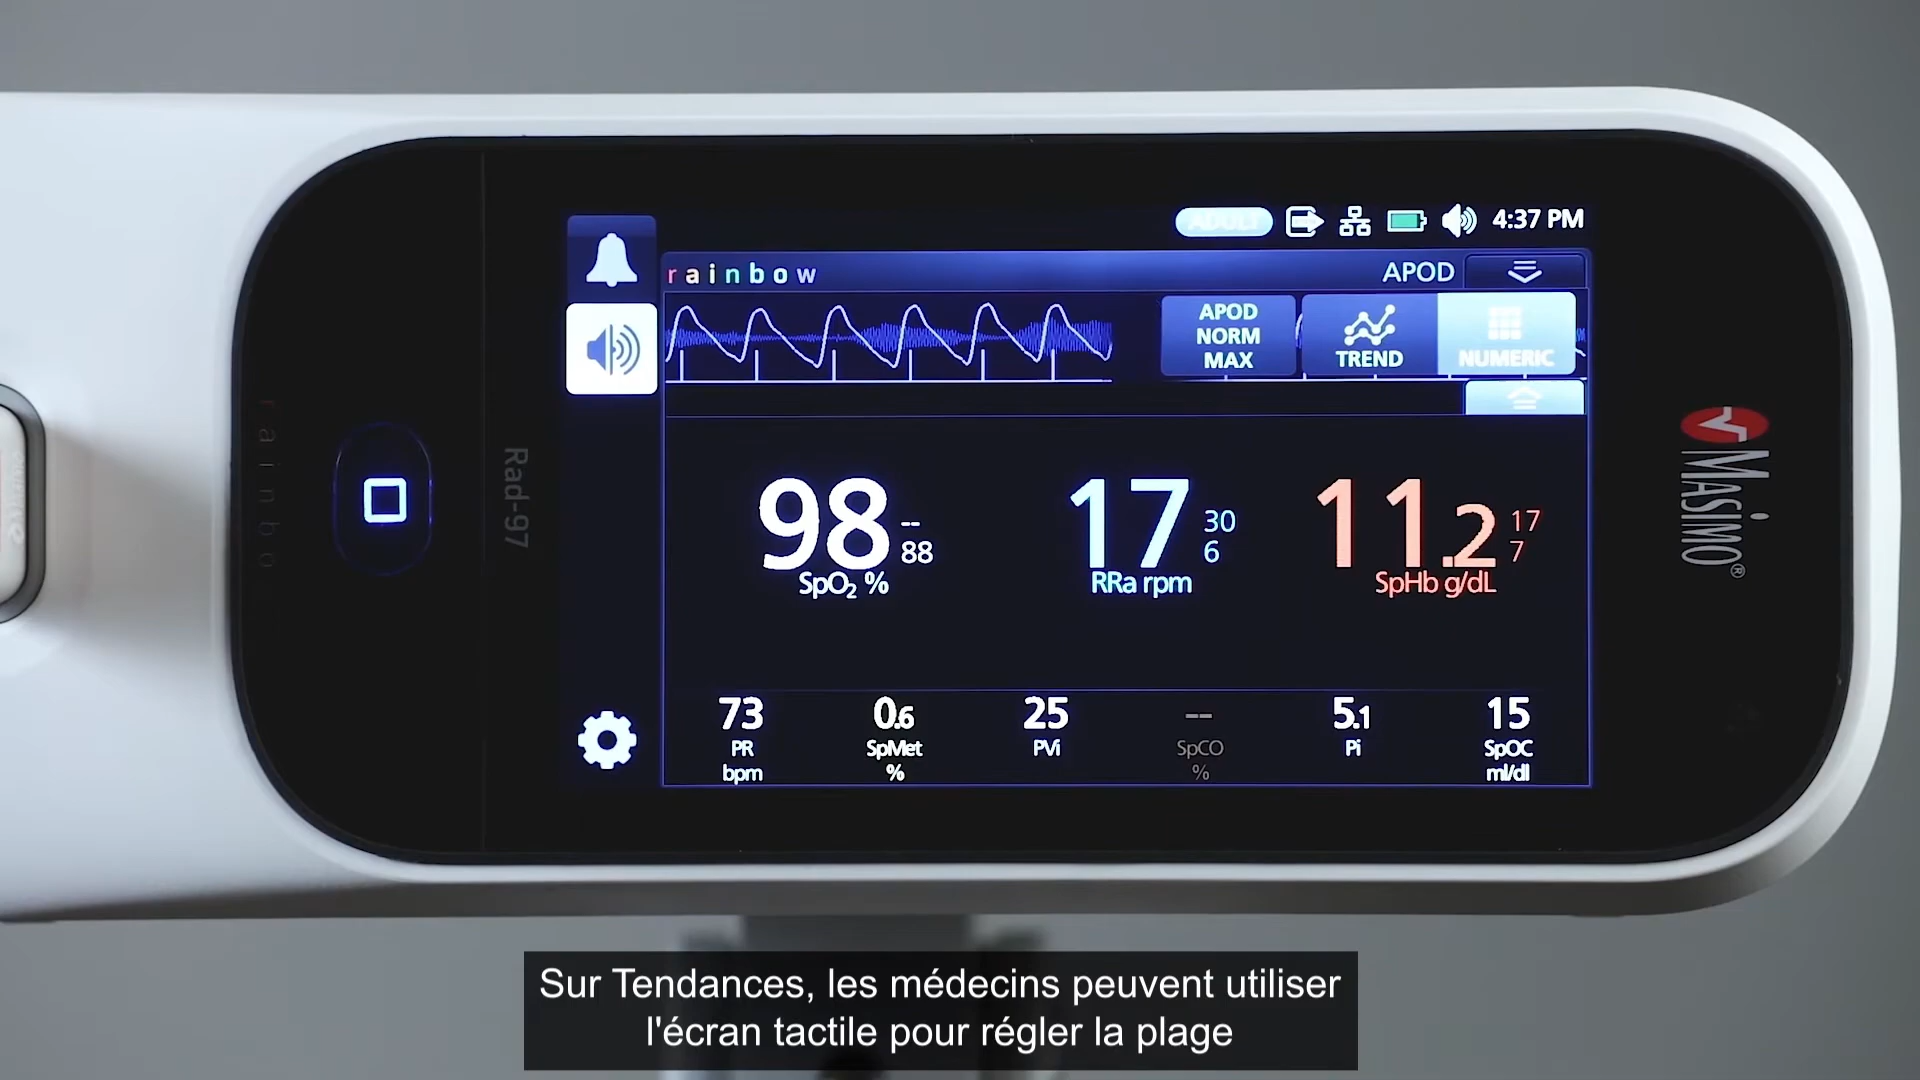 ADULT
4:37 PM
rainbow
APOD
APOD
NORM
MAX
TREND
NUMERIC
98
--
88
SpO₂ %
17
30
6
RRa rpm
11.2
17
7
SpHb g/dL
73
PR
bpm
0.6
SpMet
%
25
PVi
--
SpCO
%
5.1
Pi
15
SpOC
ml/dl
rainbo
Rad-97
MASIMO®
Sur Tendances, les médecins peuvent utiliser
l'écran tactile pour régler la plage